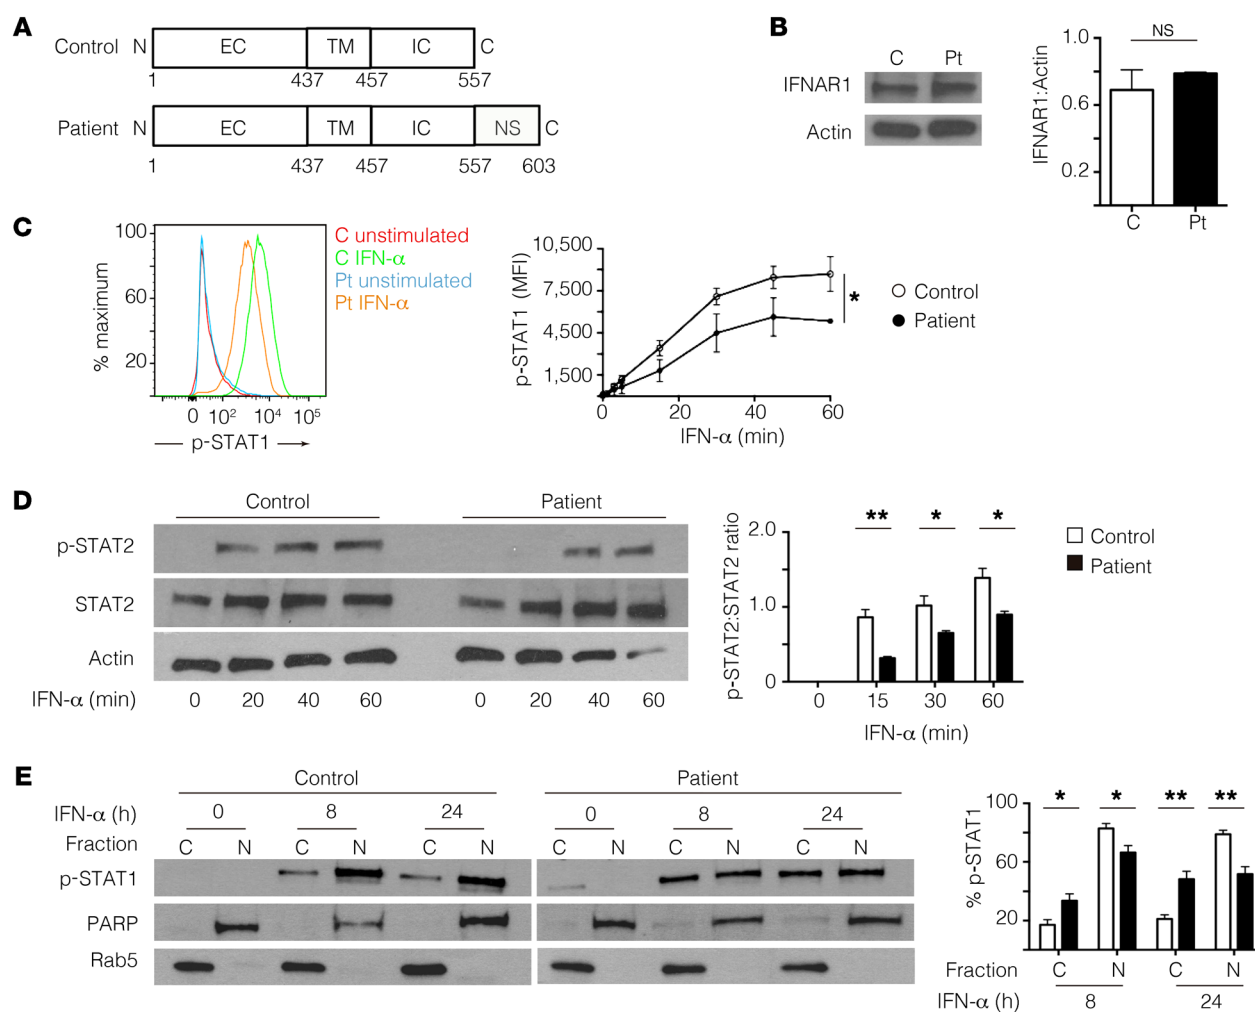 A
Control N EC TM IC C
1 437 457 557
Patient N EC TM IC NS C
1 437 457 557 603
B
C Pt
IFNAR1
Actin
IFNAR1:Actin
1.0
0.6
0.2
NS
C Pt
C
% maximum
100
60
20
0 10² 10⁴ 10⁵
p-STAT1
C unstimulated
C IFN-α
Pt unstimulated
Pt IFN-α
p-STAT1 (MFI)
10,500
7,500
4,500
1,500
0 20 40 60
IFN-α (min)
*
Control
Patient
D
Control Patient
p-STAT2
STAT2
Actin
IFN-α (min) 0 20 40 60 0 20 40 60
p-STAT2:STAT2 ratio
2.0
1.0
0
** * *
0 15 30 60
IFN-α (min)
Control
Patient
E
Control Patient
IFN-α (h) 0 8 24 0 8 24
Fraction C N C N C N C N C N C N
p-STAT1
PARP
Rab5
% p-STAT1
100
60
20
* * ** **
Fraction C N C N
IFN-α (h) 8 24